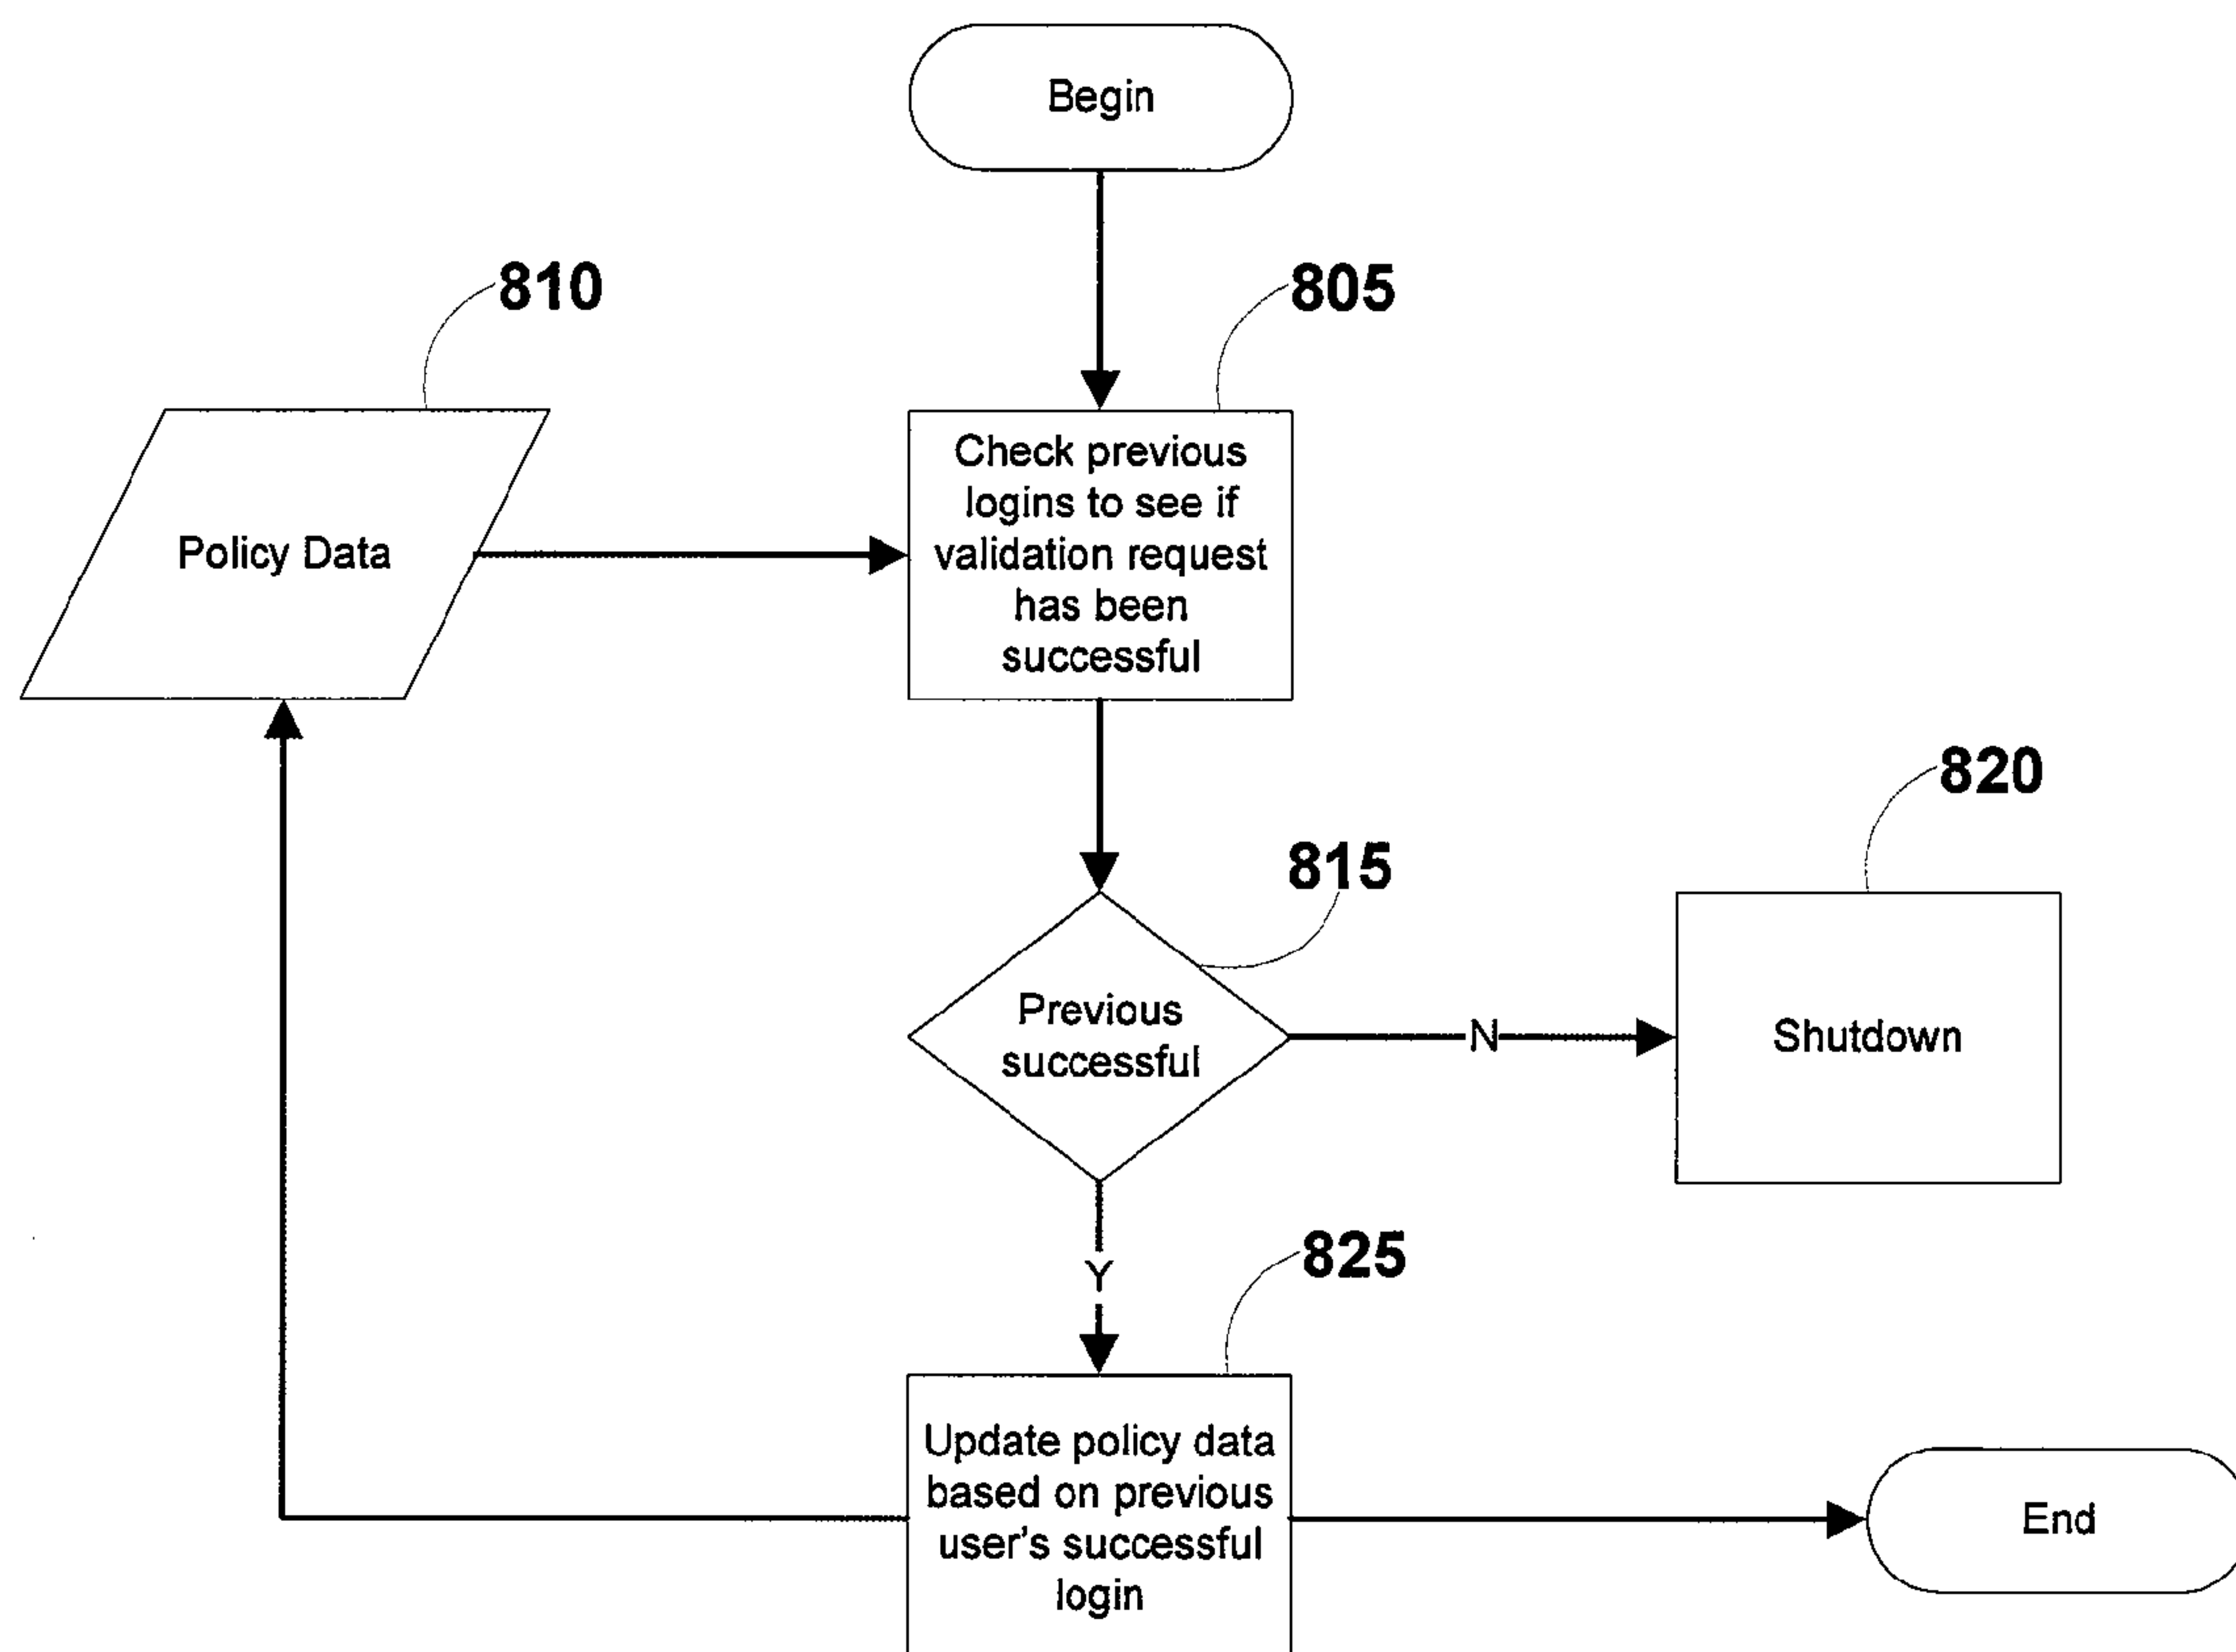 Begin
810
805
Check previous
logins to see if
validation request
has been
successful
Policy Data
820
815
Previous
successful
N
Shutdown
Y
825
Update policy data
based on previous
user's successful
login
End